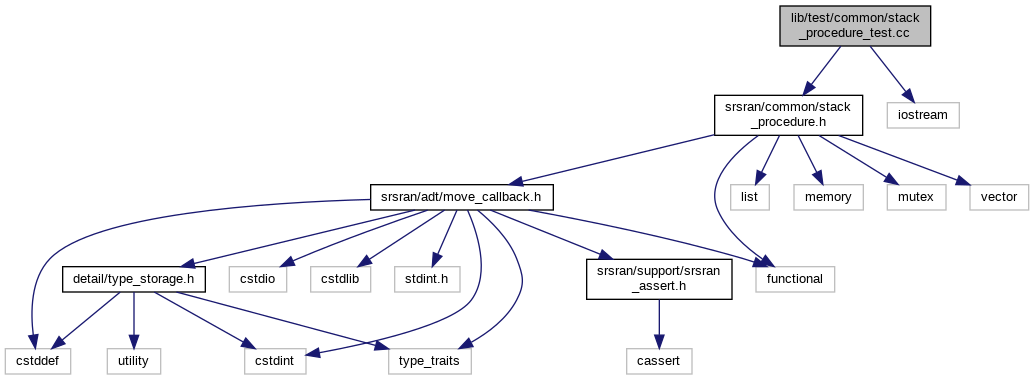 lib/test/common/stack
_procedure_test.cc
srsran/common/stack
_procedure.h
iostream
srsran/adt/move_callback.h
list
memory
mutex
vector
detail/type_storage.h
cstdio
cstdlib
stdint.h
srsran/support/srsran
_assert.h
functional
cstddef
utility
cstdint
type_traits
cassert